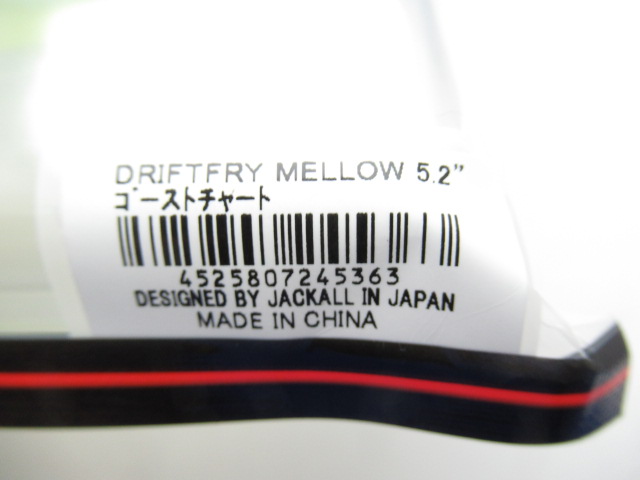 DRIFTFRY MELLOW 5.2”
ゴーストチャート
4525807245363
DESIGNED BY JACKALL IN JAPAN
MADE IN CHINA